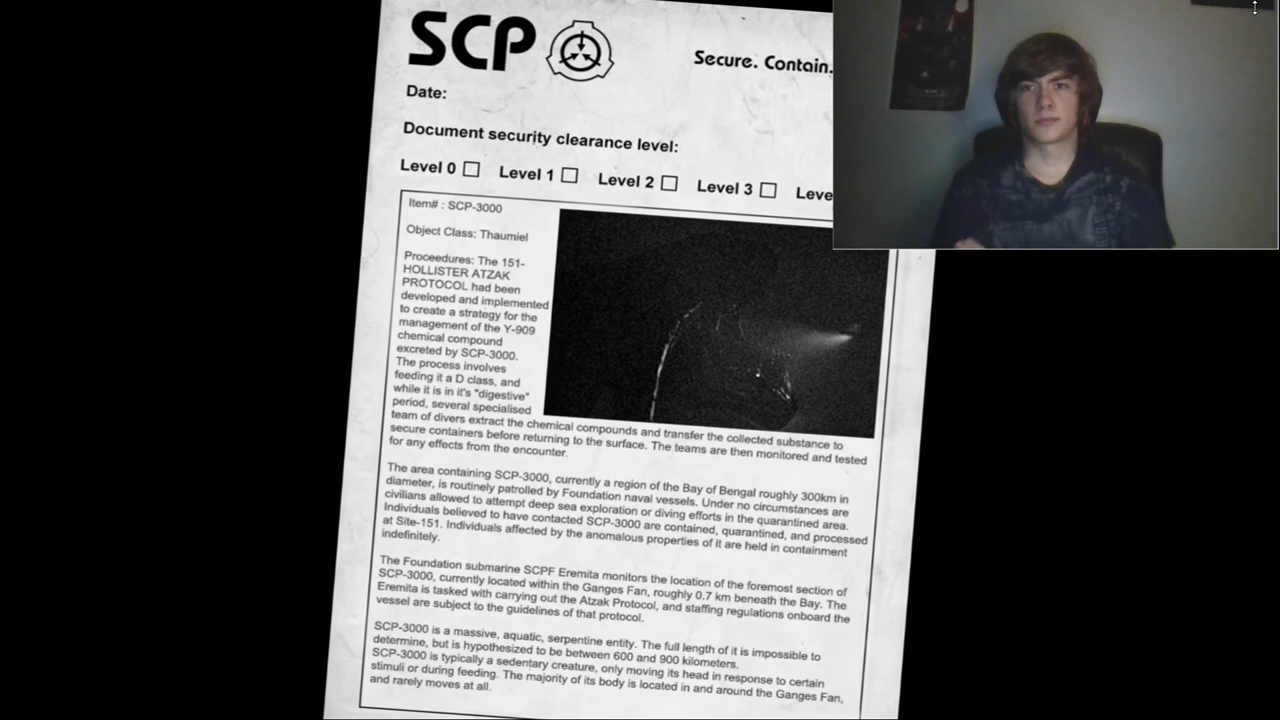 SCP
Secure. Contain.
Date:
Document security clearance level:
Level 0 Level 1 Level 2 Level 3 Leve
Item# : SCP-3000
Object Class: Thaumiel
Proceedures: The 151-
HOLLISTER ATZAK
PROTOCOL had been
developed and implemented
to create a strategy for the
management of the Y-909
chemical compound
excreted by SCP-3000.
The process involves
feeding it a D class, and
while it is in it's "digestive"
period, several specialised
team of divers extract the chemical compounds and transfer the collected substance to
secure containers before returning to the surface. The teams are then monitored and tested
for any effects from the encounter.
The area containing SCP-3000, currently a region of the Bay of Bengal roughly 300km in
diameter, is routinely patrolled by Foundation naval vessels. Under no circumstances are
civilians allowed to attempt deep sea exploration or diving efforts in the quarantined area.
Individuals believed to have contacted SCP-3000 are contained, quarantined, and processed
at Site-151. Individuals affected by the anomalous properties of it are held in containment
indefinitely.
The Foundation submarine SCPF Eremita monitors the location of the foremost section of
SCP-3000, currently located within the Ganges Fan, roughly 0.7 km beneath the Bay. The
Eremita is tasked with carrying out the Atzak Protocol, and staffing regulations onboard the
vessel are subject to the guidelines of that protocol.
SCP-3000 is a massive, aquatic, serpentine entity. The full length of it is impossible to
determine, but is hypothesized to be between 600 and 900 kilometers.
SCP-3000 is typically a sedentary creature, only moving its head in response to certain
stimuli or during feeding. The majority of its body is located in and around the Ganges Fan,
and rarely moves at all.